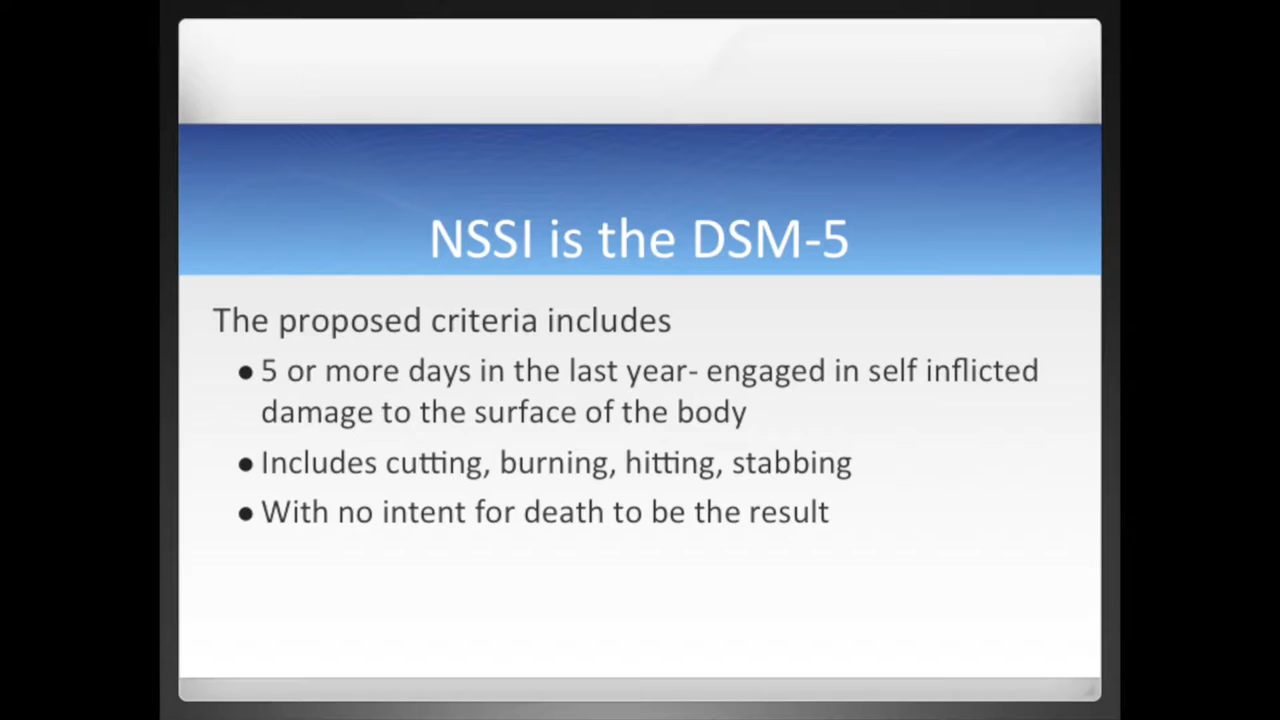 NSSI is the DSM-5
The proposed criteria includes
● 5 or more days in the last year- engaged in self inflicted
damage to the surface of the body
● Includes cutting, burning, hitting, stabbing
● With no intent for death to be the result